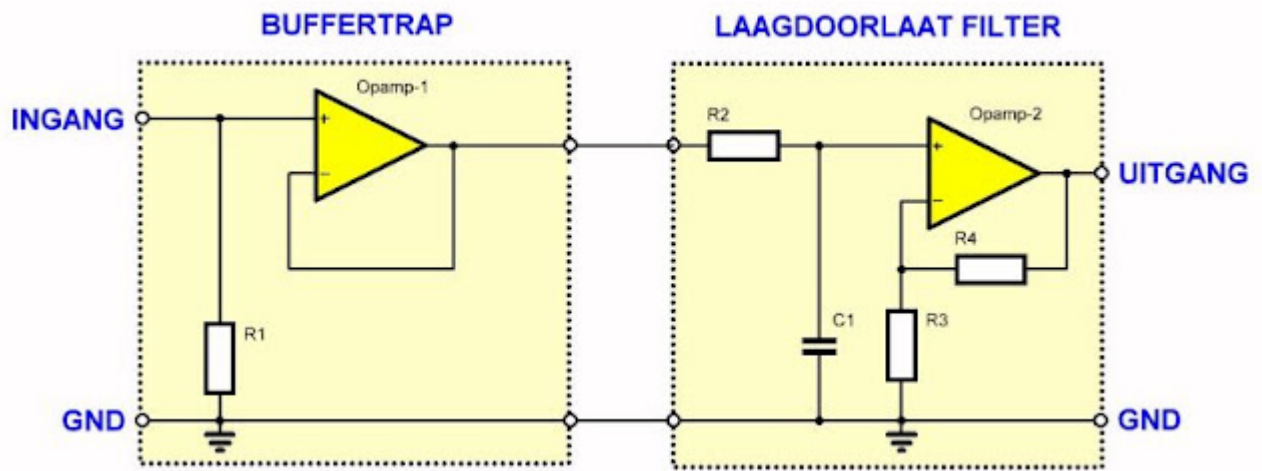 BUFFERTRAP
LAAGDOORLAAT FILTER
Opamp-1
INGANG
+
-
R1
GND
R2
Opamp-2
+
-
UITGANG
R4
C1
R3
GND